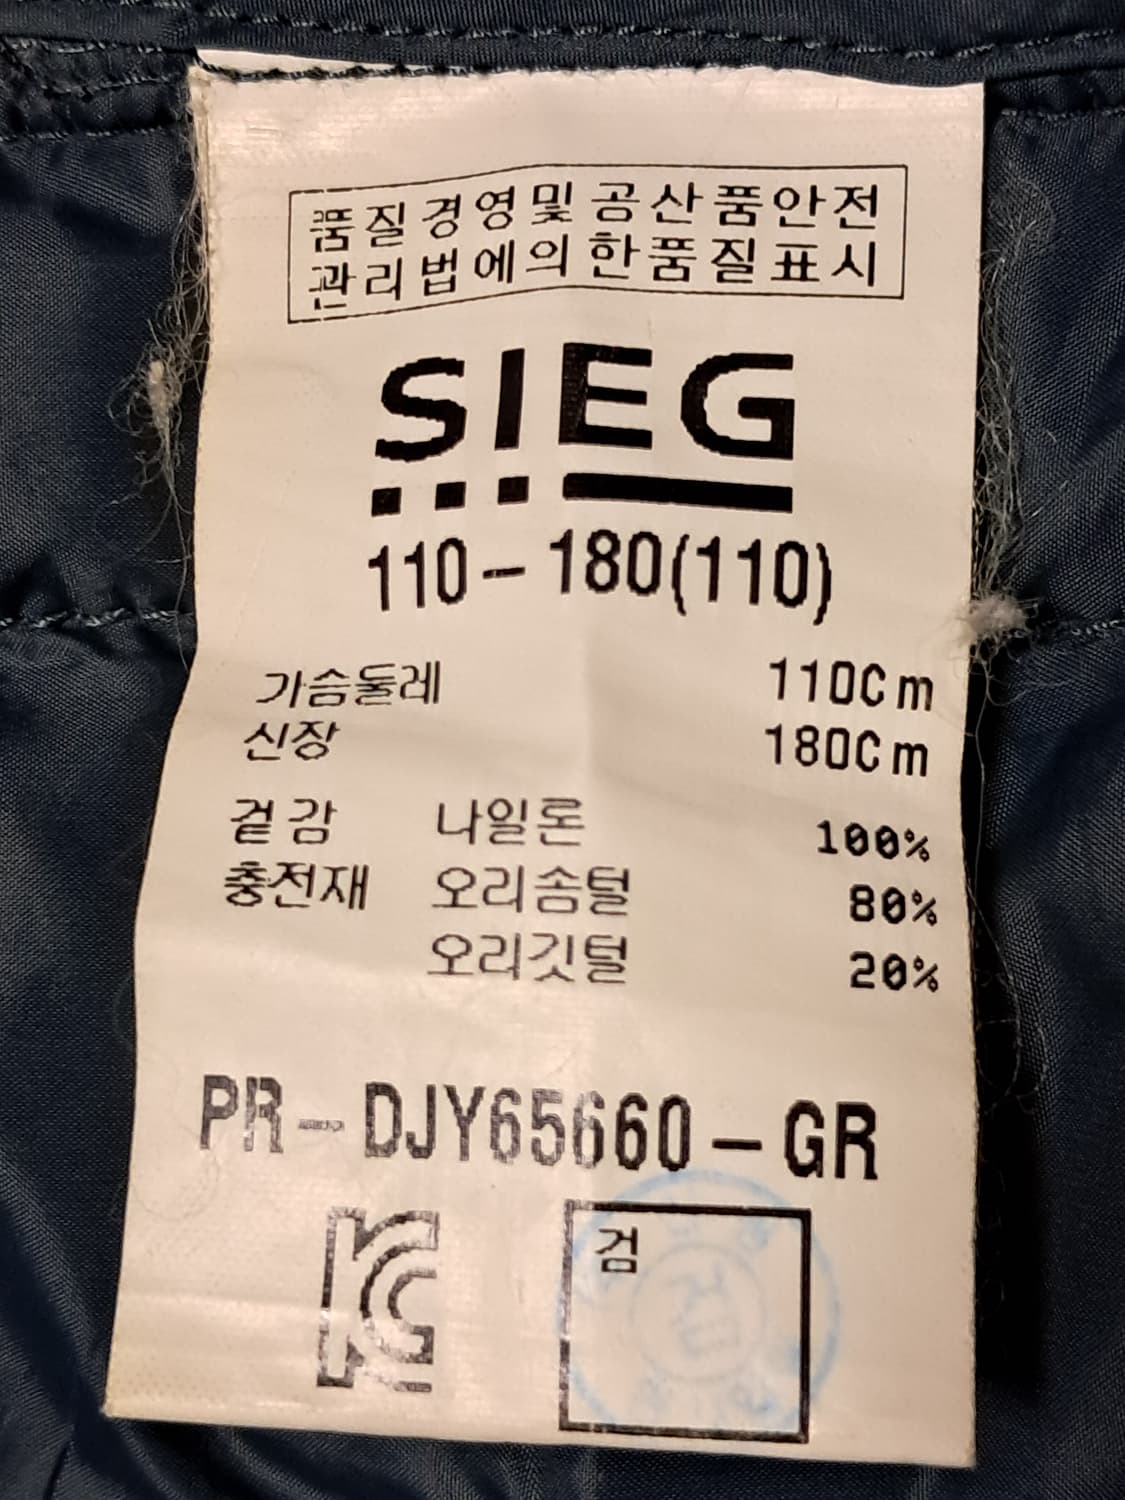 품질경영및공산품안전
관리법에의한품질표시
SIEG
110-180(110)
가슴둘레 110Cm
신장 180Cm
겉감 나일론 100%
충전재 오리솜털 80%
오리깃털 20%
PR-DJY65660-GR
KC
검
검